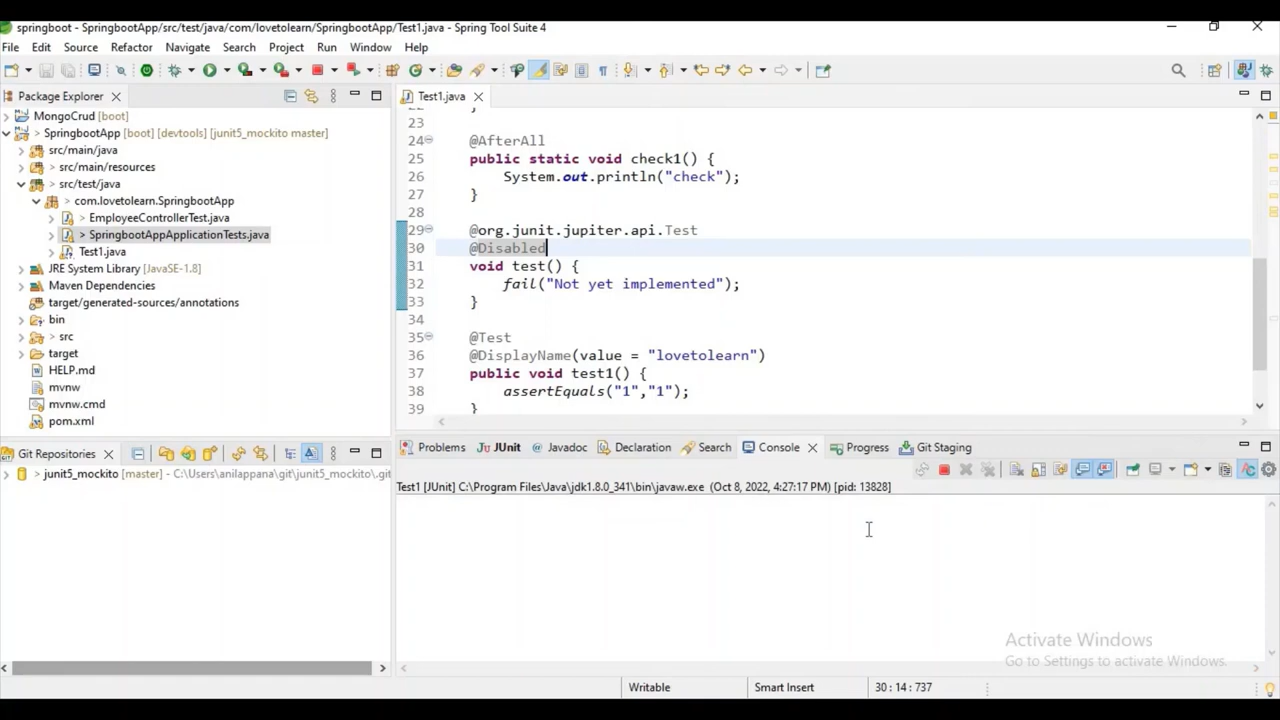 springboot - SpringbootApp/src/test/java/com/lovetolearn/SpringbootApp/Test1.java - Spring Tool Suite 4
File Edit Source Refactor Navigate Search Project Run Window Help
Package Explorer
MongoCrud [boot]
> SpringbootApp [boot] [devtools] [junit5_mockito master]
src/main/java
src/main/resources
> src/test/java
> com.lovetolearn.SpringbootApp
> EmployeeControllerTest.java
> SpringbootAppApplicationTests.java
Test1.java
JRE System Library [JavaSE-1.8]
Maven Dependencies
target/generated-sources/annotations
bin
> src
target
HELP.md
mvnw
mvnw.cmd
pom.xml
Test1.java
22 }
23
24 @AfterAll
25 public static void check1() {
26 System.out.println("check");
27 }
28
29 @org.junit.jupiter.api.Test
30 @Disabled
31 void test() {
32 fail("Not yet implemented");
33 }
34
35 @Test
36 @DisplayName(value = "lovetolearn")
37 public void test1() {
38 assertEquals("1","1");
39 }
Git Repositories
> junit5_mockito [master] - C:\Users\anilappana\git\junit5_mockito\.git
Problems JUnit Javadoc Declaration Search Console Progress Git Staging
Test1 [JUnit] C:\Program Files\Java\jdk1.8.0_341\bin\javaw.exe (Oct 8, 2022, 4:27:17 PM) [pid: 13828]
Activate Windows
Go to Settings to activate Windows.
Writable Smart Insert 30 : 14 : 737